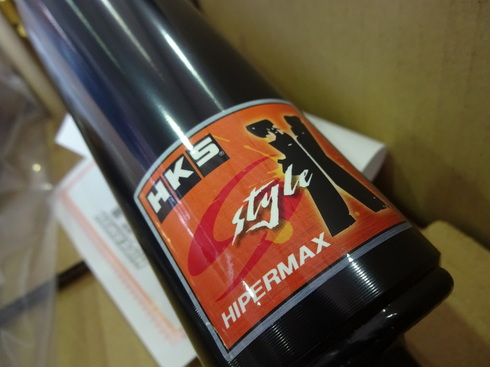 HKS
S style X
HIPERMAX